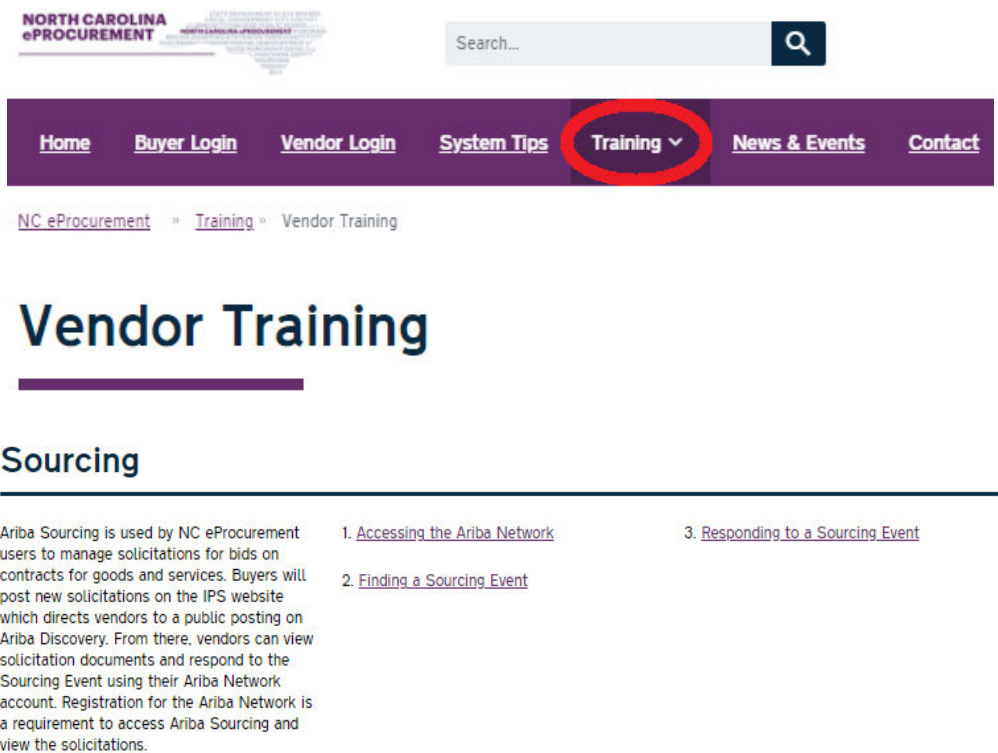 NORTH CAROLINA
ePROCUREMENT
NORTH CAROLINA ePROCUREMENT
Search...
Home Buyer Login Vendor Login System Tips Training News & Events Contact
NC eProcurement » Training » Vendor Training
Vendor Training
Sourcing
Ariba Sourcing is used by NC eProcurement
users to manage solicitations for bids on
contracts for goods and services. Buyers will
post new solicitations on the IPS website
which directs vendors to a public posting on
Ariba Discovery. From there, vendors can view
solicitation documents and respond to the
Sourcing Event using their Ariba Network
account. Registration for the Ariba Network is
a requirement to access Ariba Sourcing and
view the solicitations.
1. Accessing the Ariba Network
2. Finding a Sourcing Event
3. Responding to a Sourcing Event